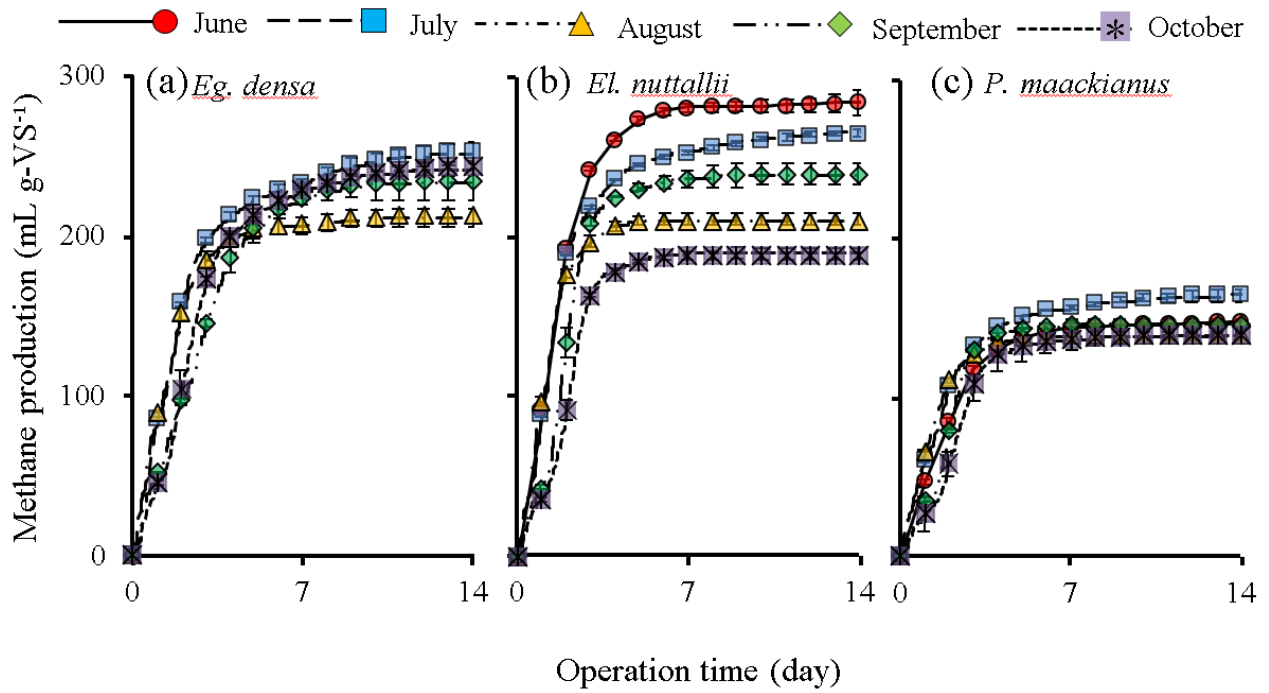 June July August September October
(a) Eg. densa (b) El. nuttallii (c) P. maackianus
Methane production (mL g-VS⁻¹)
300
200
100
0
0 7 14 0 7 14 0 7 14
Operation time (day)